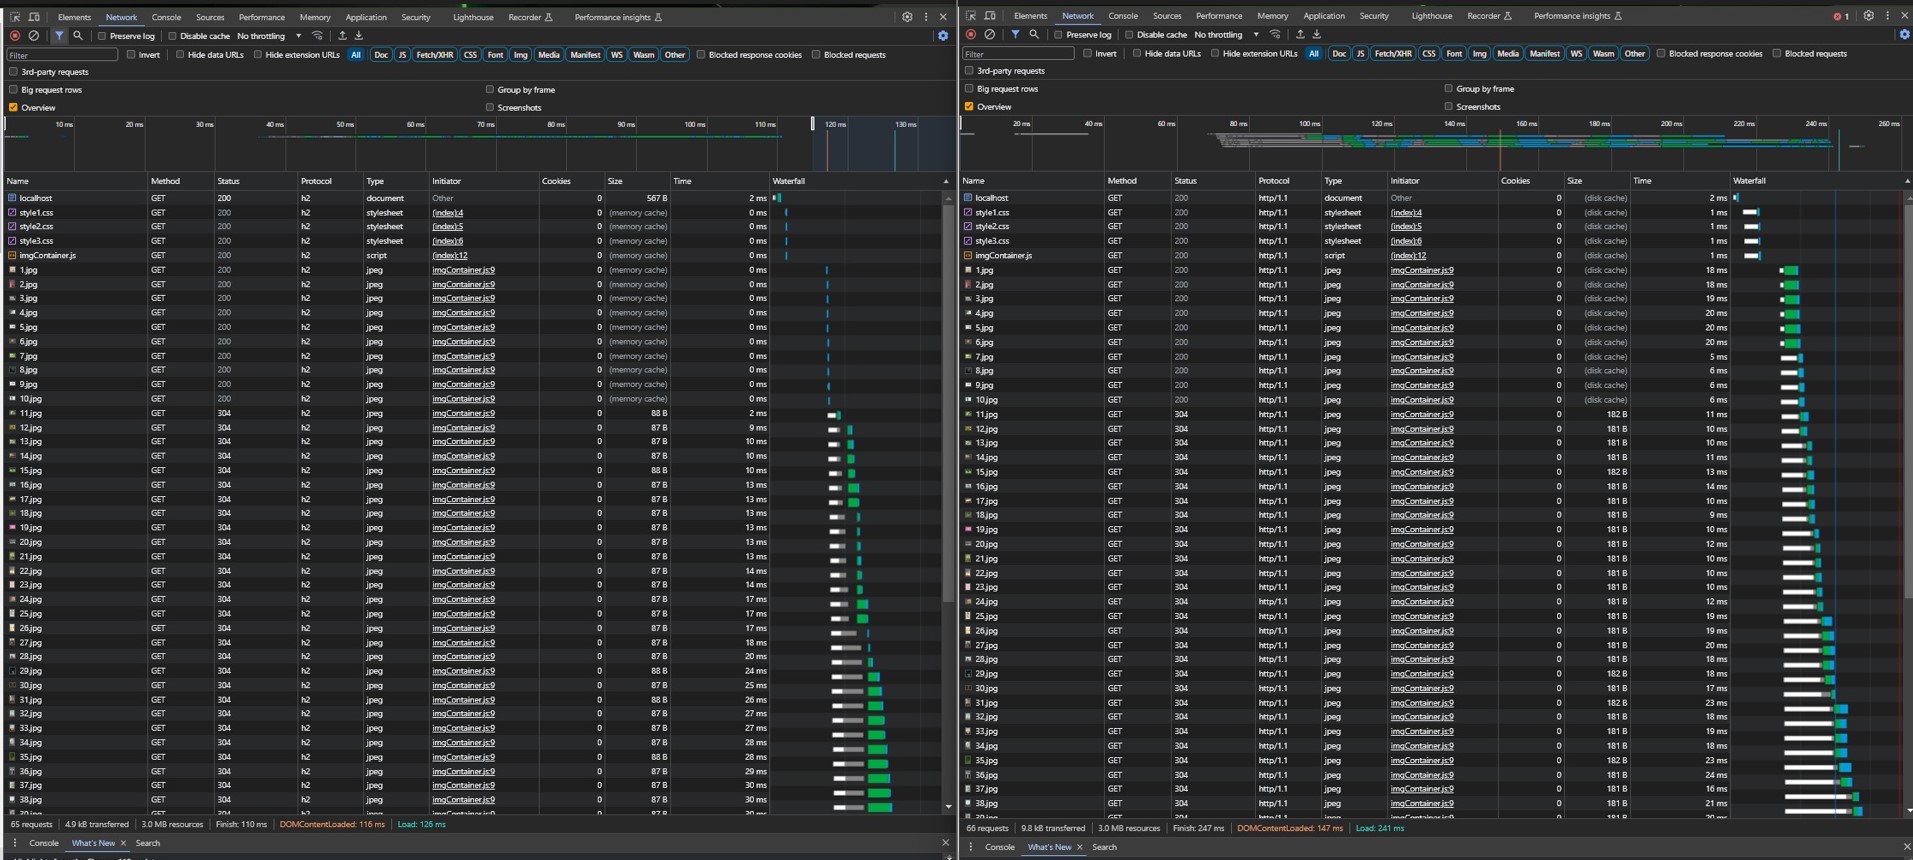 Elements Network Console Sources Performance Memory Application Security Lighthouse Recorder Performance insights
Preserve log Disable cache No throttling
Filter Invert Hide data URLs Hide extension URLs All Doc JS Fetch/XHR CSS Font Img Media Manifest WS Wasm Other Blocked response cookies Blocked requests
3rd-party requests
Big request rows Group by frame
Overview Screenshots
10 ms 20 ms 30 ms 40 ms 50 ms 60 ms 70 ms 80 ms 90 ms 100 ms 110 ms 120 ms 130 ms
Name Method Status Protocol Type Initiator Cookies Size Time Waterfall
localhost GET 200 h2 document Other 0 567 B 2 ms
style1.css GET 200 h2 stylesheet (index):4 0 (memory cache) 0 ms
style2.css GET 200 h2 stylesheet (index):5 0 (memory cache) 0 ms
style3.css GET 200 h2 stylesheet (index):6 0 (memory cache) 0 ms
imgContainer.js GET 200 h2 script (index):12 0 (memory cache) 0 ms
1.jpg GET 200 h2 jpeg imgContainer.js:9 0 (memory cache) 0 ms
2.jpg GET 200 h2 jpeg imgContainer.js:9 0 (memory cache) 0 ms
3.jpg GET 200 h2 jpeg imgContainer.js:9 0 (memory cache) 0 ms
4.jpg GET 200 h2 jpeg imgContainer.js:9 0 (memory cache) 0 ms
5.jpg GET 200 h2 jpeg imgContainer.js:9 0 (memory cache) 0 ms
6.jpg GET 200 h2 jpeg imgContainer.js:9 0 (memory cache) 0 ms
7.jpg GET 200 h2 jpeg imgContainer.js:9 0 (memory cache) 0 ms
8.jpg GET 200 h2 jpeg imgContainer.js:9 0 (memory cache) 0 ms
9.jpg GET 200 h2 jpeg imgContainer.js:9 0 (memory cache) 0 ms
10.jpg GET 200 h2 jpeg imgContainer.js:9 0 (memory cache) 0 ms
11.jpg GET 304 h2 jpeg imgContainer.js:9 0 88 B 2 ms
12.jpg GET 304 h2 jpeg imgContainer.js:9 0 87 B 9 ms
13.jpg GET 304 h2 jpeg imgContainer.js:9 0 87 B 10 ms
14.jpg GET 304 h2 jpeg imgContainer.js:9 0 87 B 10 ms
15.jpg GET 304 h2 jpeg imgContainer.js:9 0 88 B 10 ms
16.jpg GET 304 h2 jpeg imgContainer.js:9 0 87 B 13 ms
17.jpg GET 304 h2 jpeg imgContainer.js:9 0 87 B 13 ms
18.jpg GET 304 h2 jpeg imgContainer.js:9 0 87 B 13 ms
19.jpg GET 304 h2 jpeg imgContainer.js:9 0 87 B 13 ms
20.jpg GET 304 h2 jpeg imgContainer.js:9 0 87 B 13 ms
21.jpg GET 304 h2 jpeg imgContainer.js:9 0 87 B 13 ms
22.jpg GET 304 h2 jpeg imgContainer.js:9 0 87 B 14 ms
23.jpg GET 304 h2 jpeg imgContainer.js:9 0 87 B 14 ms
24.jpg GET 304 h2 jpeg imgContainer.js:9 0 87 B 17 ms
25.jpg GET 304 h2 jpeg imgContainer.js:9 0 87 B 17 ms
26.jpg GET 304 h2 jpeg imgContainer.js:9 0 87 B 17 ms
27.jpg GET 304 h2 jpeg imgContainer.js:9 0 87 B 18 ms
28.jpg GET 304 h2 jpeg imgContainer.js:9 0 87 B 20 ms
29.jpg GET 304 h2 jpeg imgContainer.js:9 0 88 B 24 ms
30.jpg GET 304 h2 jpeg imgContainer.js:9 0 87 B 25 ms
31.jpg GET 304 h2 jpeg imgContainer.js:9 0 88 B 26 ms
32.jpg GET 304 h2 jpeg imgContainer.js:9 0 87 B 27 ms
33.jpg GET 304 h2 jpeg imgContainer.js:9 0 87 B 27 ms
34.jpg GET 304 h2 jpeg imgContainer.js:9 0 87 B 28 ms
35.jpg GET 304 h2 jpeg imgContainer.js:9 0 88 B 28 ms
36.jpg GET 304 h2 jpeg imgContainer.js:9 0 87 B 29 ms
37.jpg GET 304 h2 jpeg imgContainer.js:9 0 87 B 30 ms
38.jpg GET 304 h2 jpeg imgContainer.js:9 0 87 B 30 ms
65 requests 4.9 kB transferred 3.0 MB resources Finish: 110 ms DOMContentLoaded: 116 ms Load: 126 ms
Console What's New Search
Elements Network Console Sources Performance Memory Application Security Lighthouse Recorder Performance insights 1
Preserve log Disable cache No throttling
Filter Invert Hide data URLs Hide extension URLs All Doc JS Fetch/XHR CSS Font Img Media Manifest WS Wasm Other Blocked response cookies Blocked requests
3rd-party requests
Big request rows Group by frame
Overview Screenshots
20 ms 40 ms 60 ms 80 ms 100 ms 120 ms 140 ms 160 ms 180 ms 200 ms 220 ms 240 ms 260 ms
Name Method Status Protocol Type Initiator Cookies Size Time Waterfall
localhost GET 200 http/1.1 document Other 0 (disk cache) 2 ms
style1.css GET 200 http/1.1 stylesheet (index):4 0 (disk cache) 1 ms
style2.css GET 200 http/1.1 stylesheet (index):5 0 (disk cache) 1 ms
style3.css GET 200 http/1.1 stylesheet (index):6 0 (disk cache) 1 ms
imgContainer.js GET 200 http/1.1 script (index):12 0 (disk cache) 1 ms
1.jpg GET 200 http/1.1 jpeg imgContainer.js:9 0 (disk cache) 18 ms
2.jpg GET 200 http/1.1 jpeg imgContainer.js:9 0 (disk cache) 18 ms
3.jpg GET 200 http/1.1 jpeg imgContainer.js:9 0 (disk cache) 19 ms
4.jpg GET 200 http/1.1 jpeg imgContainer.js:9 0 (disk cache) 20 ms
5.jpg GET 200 http/1.1 jpeg imgContainer.js:9 0 (disk cache) 20 ms
6.jpg GET 200 http/1.1 jpeg imgContainer.js:9 0 (disk cache) 20 ms
7.jpg GET 200 http/1.1 jpeg imgContainer.js:9 0 (disk cache) 5 ms
8.jpg GET 200 http/1.1 jpeg imgContainer.js:9 0 (disk cache) 6 ms
9.jpg GET 200 http/1.1 jpeg imgContainer.js:9 0 (disk cache) 6 ms
10.jpg GET 200 http/1.1 jpeg imgContainer.js:9 0 (disk cache) 6 ms
11.jpg GET 304 http/1.1 jpeg imgContainer.js:9 0 182 B 11 ms
12.jpg GET 304 http/1.1 jpeg imgContainer.js:9 0 181 B 10 ms
13.jpg GET 304 http/1.1 jpeg imgContainer.js:9 0 181 B 10 ms
14.jpg GET 304 http/1.1 jpeg imgContainer.js:9 0 181 B 11 ms
15.jpg GET 304 http/1.1 jpeg imgContainer.js:9 0 182 B 13 ms
16.jpg GET 304 http/1.1 jpeg imgContainer.js:9 0 181 B 14 ms
17.jpg GET 304 http/1.1 jpeg imgContainer.js:9 0 181 B 10 ms
18.jpg GET 304 http/1.1 jpeg imgContainer.js:9 0 181 B 9 ms
19.jpg GET 304 http/1.1 jpeg imgContainer.js:9 0 181 B 10 ms
20.jpg GET 304 http/1.1 jpeg imgContainer.js:9 0 181 B 12 ms
21.jpg GET 304 http/1.1 jpeg imgContainer.js:9 0 181 B 10 ms
22.jpg GET 304 http/1.1 jpeg imgContainer.js:9 0 181 B 10 ms
23.jpg GET 304 http/1.1 jpeg imgContainer.js:9 0 181 B 10 ms
24.jpg GET 304 http/1.1 jpeg imgContainer.js:9 0 181 B 12 ms
25.jpg GET 304 http/1.1 jpeg imgContainer.js:9 0 181 B 19 ms
26.jpg GET 304 http/1.1 jpeg imgContainer.js:9 0 181 B 19 ms
27.jpg GET 304 http/1.1 jpeg imgContainer.js:9 0 181 B 20 ms
28.jpg GET 304 http/1.1 jpeg imgContainer.js:9 0 181 B 18 ms
29.jpg GET 304 http/1.1 jpeg imgContainer.js:9 0 182 B 18 ms
30.jpg GET 304 http/1.1 jpeg imgContainer.js:9 0 181 B 17 ms
31.jpg GET 304 http/1.1 jpeg imgContainer.js:9 0 182 B 23 ms
32.jpg GET 304 http/1.1 jpeg imgContainer.js:9 0 181 B 18 ms
33.jpg GET 304 http/1.1 jpeg imgContainer.js:9 0 181 B 19 ms
34.jpg GET 304 http/1.1 jpeg imgContainer.js:9 0 181 B 18 ms
35.jpg GET 304 http/1.1 jpeg imgContainer.js:9 0 182 B 23 ms
36.jpg GET 304 http/1.1 jpeg imgContainer.js:9 0 181 B 24 ms
37.jpg GET 304 http/1.1 jpeg imgContainer.js:9 0 181 B 16 ms
38.jpg GET 304 http/1.1 jpeg imgContainer.js:9 0 181 B 21 ms
66 requests 9.8 kB transferred 3.0 MB resources Finish: 247 ms DOMContentLoaded: 147 ms Load: 241 ms
Console What's New Search